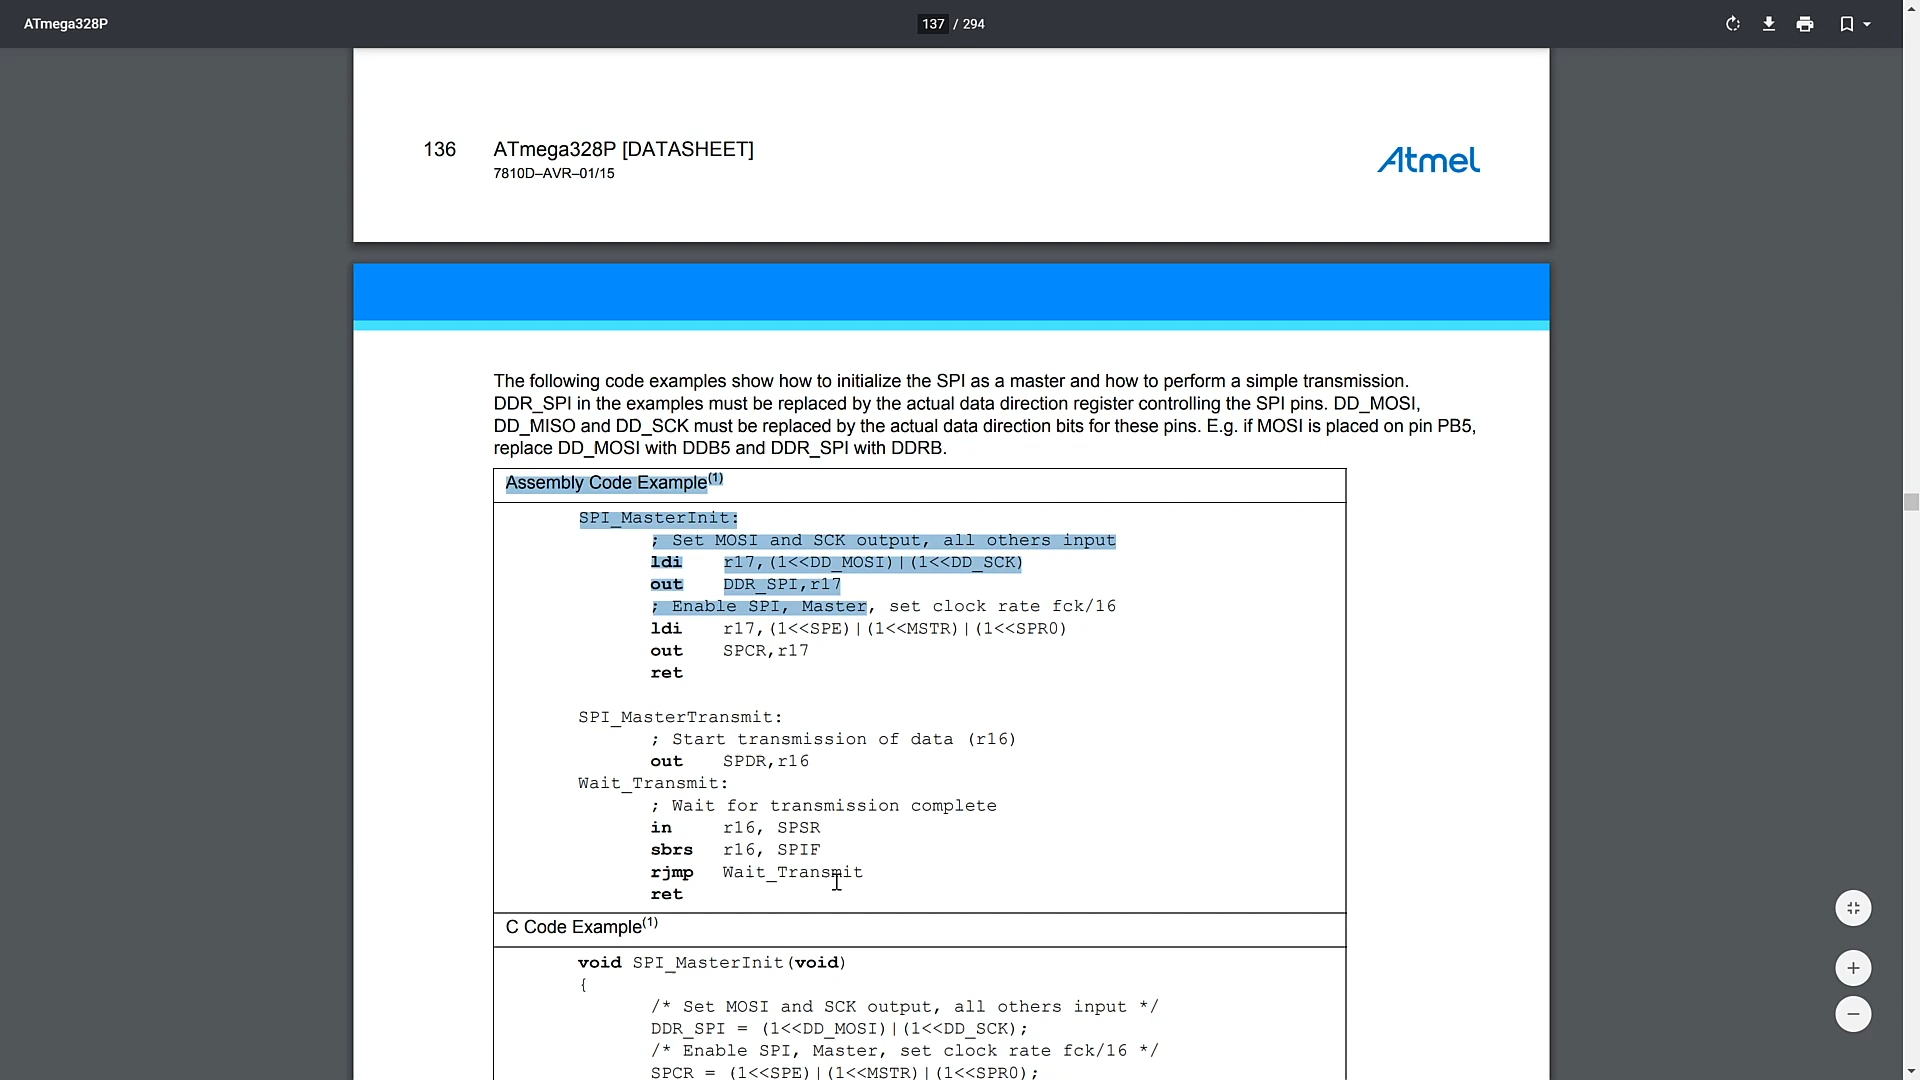 ATmega328P
137 / 294
136 ATmega328P [DATASHEET]
7810D–AVR–01/15
Atmel
The following code examples show how to initialize the SPI as a master and how to perform a simple transmission.
DDR_SPI in the examples must be replaced by the actual data direction register controlling the SPI pins. DD_MOSI,
DD_MISO and DD_SCK must be replaced by the actual data direction bits for these pins. E.g. if MOSI is placed on pin PB5,
replace DD_MOSI with DDB5 and DDR_SPI with DDRB.
Assembly Code Example(1)
SPI_MasterInit:
; Set MOSI and SCK output, all others input
ldi r17,(1<<DD_MOSI)|(1<<DD_SCK)
out DDR_SPI,r17
; Enable SPI, Master, set clock rate fck/16
ldi r17,(1<<SPE)|(1<<MSTR)|(1<<SPR0)
out SPCR,r17
ret
SPI_MasterTransmit:
; Start transmission of data (r16)
out SPDR,r16
Wait_Transmit:
; Wait for transmission complete
in r16, SPSR
sbrs r16, SPIF
rjmp Wait_Transmit
ret
C Code Example(1)
void SPI_MasterInit(void)
{
/* Set MOSI and SCK output, all others input */
DDR_SPI = (1<<DD_MOSI)|(1<<DD_SCK);
/* Enable SPI, Master, set clock rate fck/16 */
SPCR = (1<<SPE)|(1<<MSTR)|(1<<SPR0);